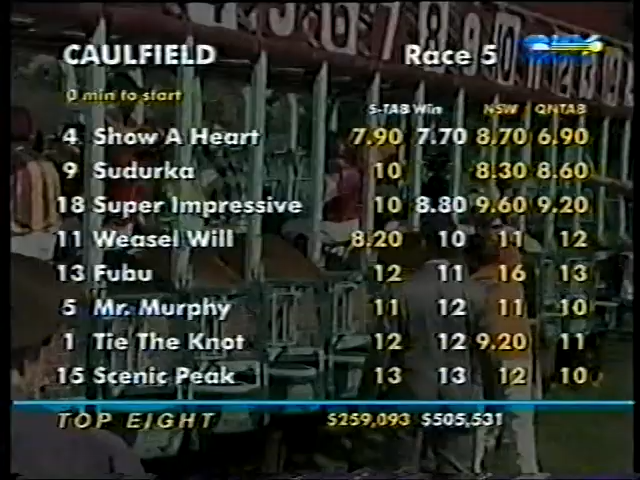 CAULFIELD Race 5
0 min to start
S-TAB Win NSW QNTAB
4 Show A Heart 7.90 7.70 8.70 6.90
9 Sudurka 10 8.30 8.60
18 Super Impressive 10 8.80 9.60 9.20
11 Weasel Will 8.20 10 11 12
13 Fubu 12 11 16 13
5 Mr. Murphy 11 12 11 10
1 Tie The Knot 12 12 9.20 11
15 Scenic Peak 13 13 12 10
TOP EIGHT $259,093 $505,531